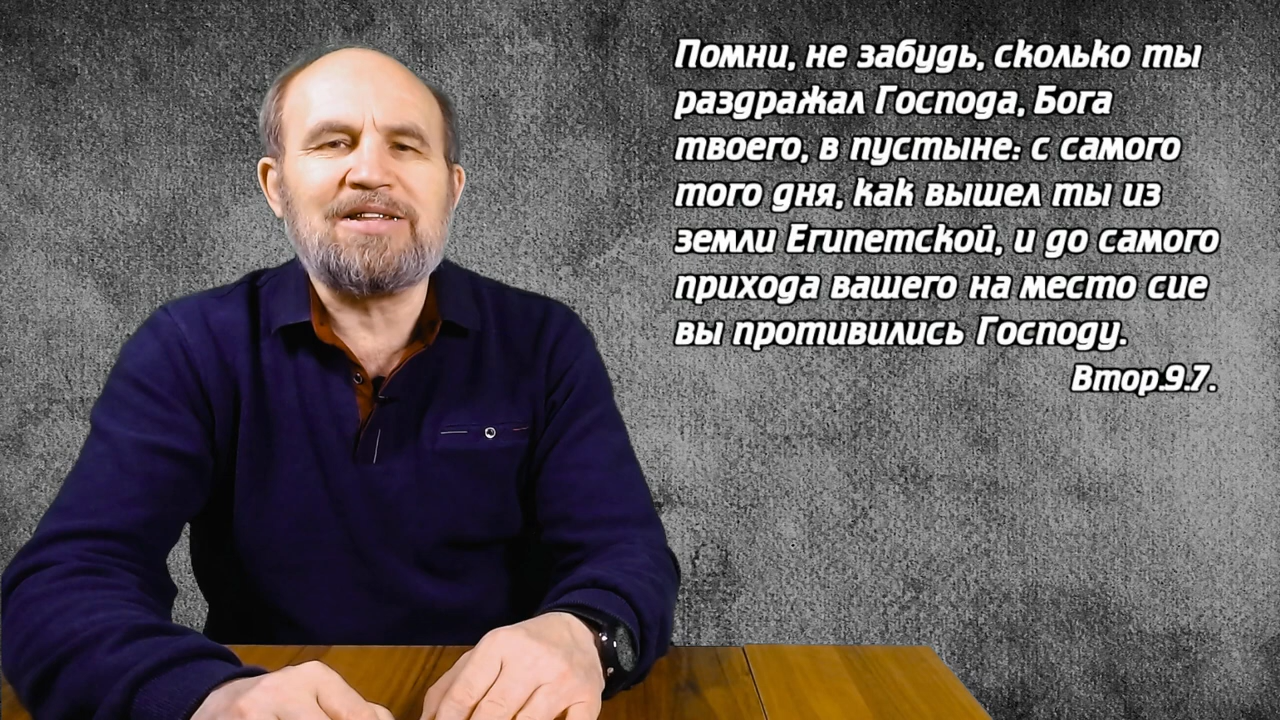 Помни, не забудь, сколько ты
раздражал Господа, Бога
твоего, в пустыне: с самого
того дня, как вышел ты из
земли Египетской, и до самого
прихода вашего на место сие
вы противились Господу.
Втор.9.7.